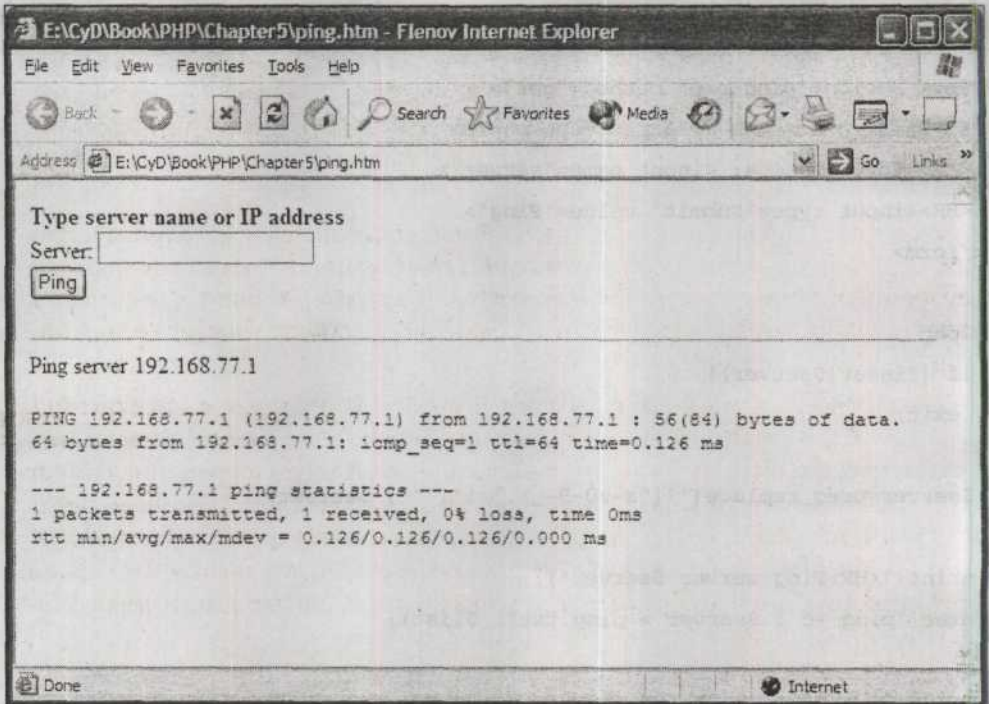 E:\CyD\Book\PHP\Chapter5\ping.htm - Flenov Internet Explorer
File Edit View Favorites Tools Help
Back Search Favorites Media
Address E:\CyD\Book\PHP\Chapter5\ping.htm Go Links »
Type server name or IP address
Server:
Ping
Ping server 192.168.77.1
PING 192.168.77.1 (192.168.77.1) from 192.168.77.1 : 56(84) bytes of data.
64 bytes from 192.168.77.1: icmp_seq=1 ttl=64 time=0.126 ms
--- 192.168.77.1 ping statistics ---
1 packets transmitted, 1 received, 0% loss, time 0ms
rtt min/avg/max/mdev = 0.126/0.126/0.126/0.000 ms
Done Internet